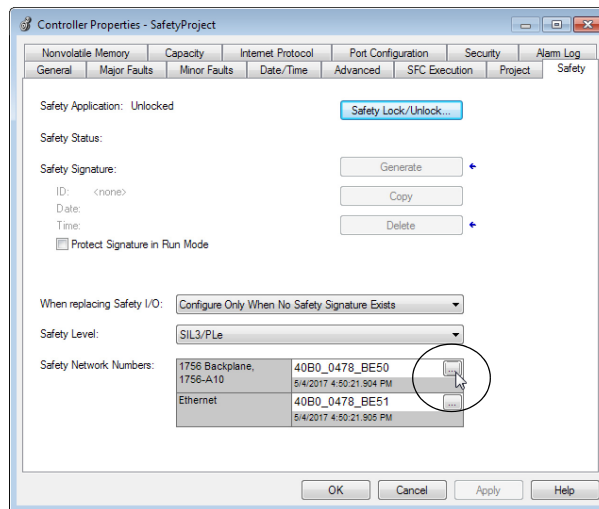 Controller Properties - SafetyProject
Nonvolatile Memory Capacity Internet Protocol Port Configuration Security Alarm Log
General Major Faults Minor Faults Date/Time Advanced SFC Execution Project Safety
Safety Application: Unlocked Safety Lock/Unlock...
Safety Status:
Safety Signature: Generate
ID: <none> Copy
Date:
Time: Delete
Protect Signature in Run Mode
When replacing Safety I/O: Configure Only When No Safety Signature Exists
Safety Level: SIL3/PLe
Safety Network Numbers: 1756 Backplane, 40B0_0478_BE50 ...
1756-A10 5/4/2017 4:50:21.904 PM
Ethernet 40B0_0478_BE51 ...
5/4/2017 4:50:21.905 PM
OK Cancel Apply Help